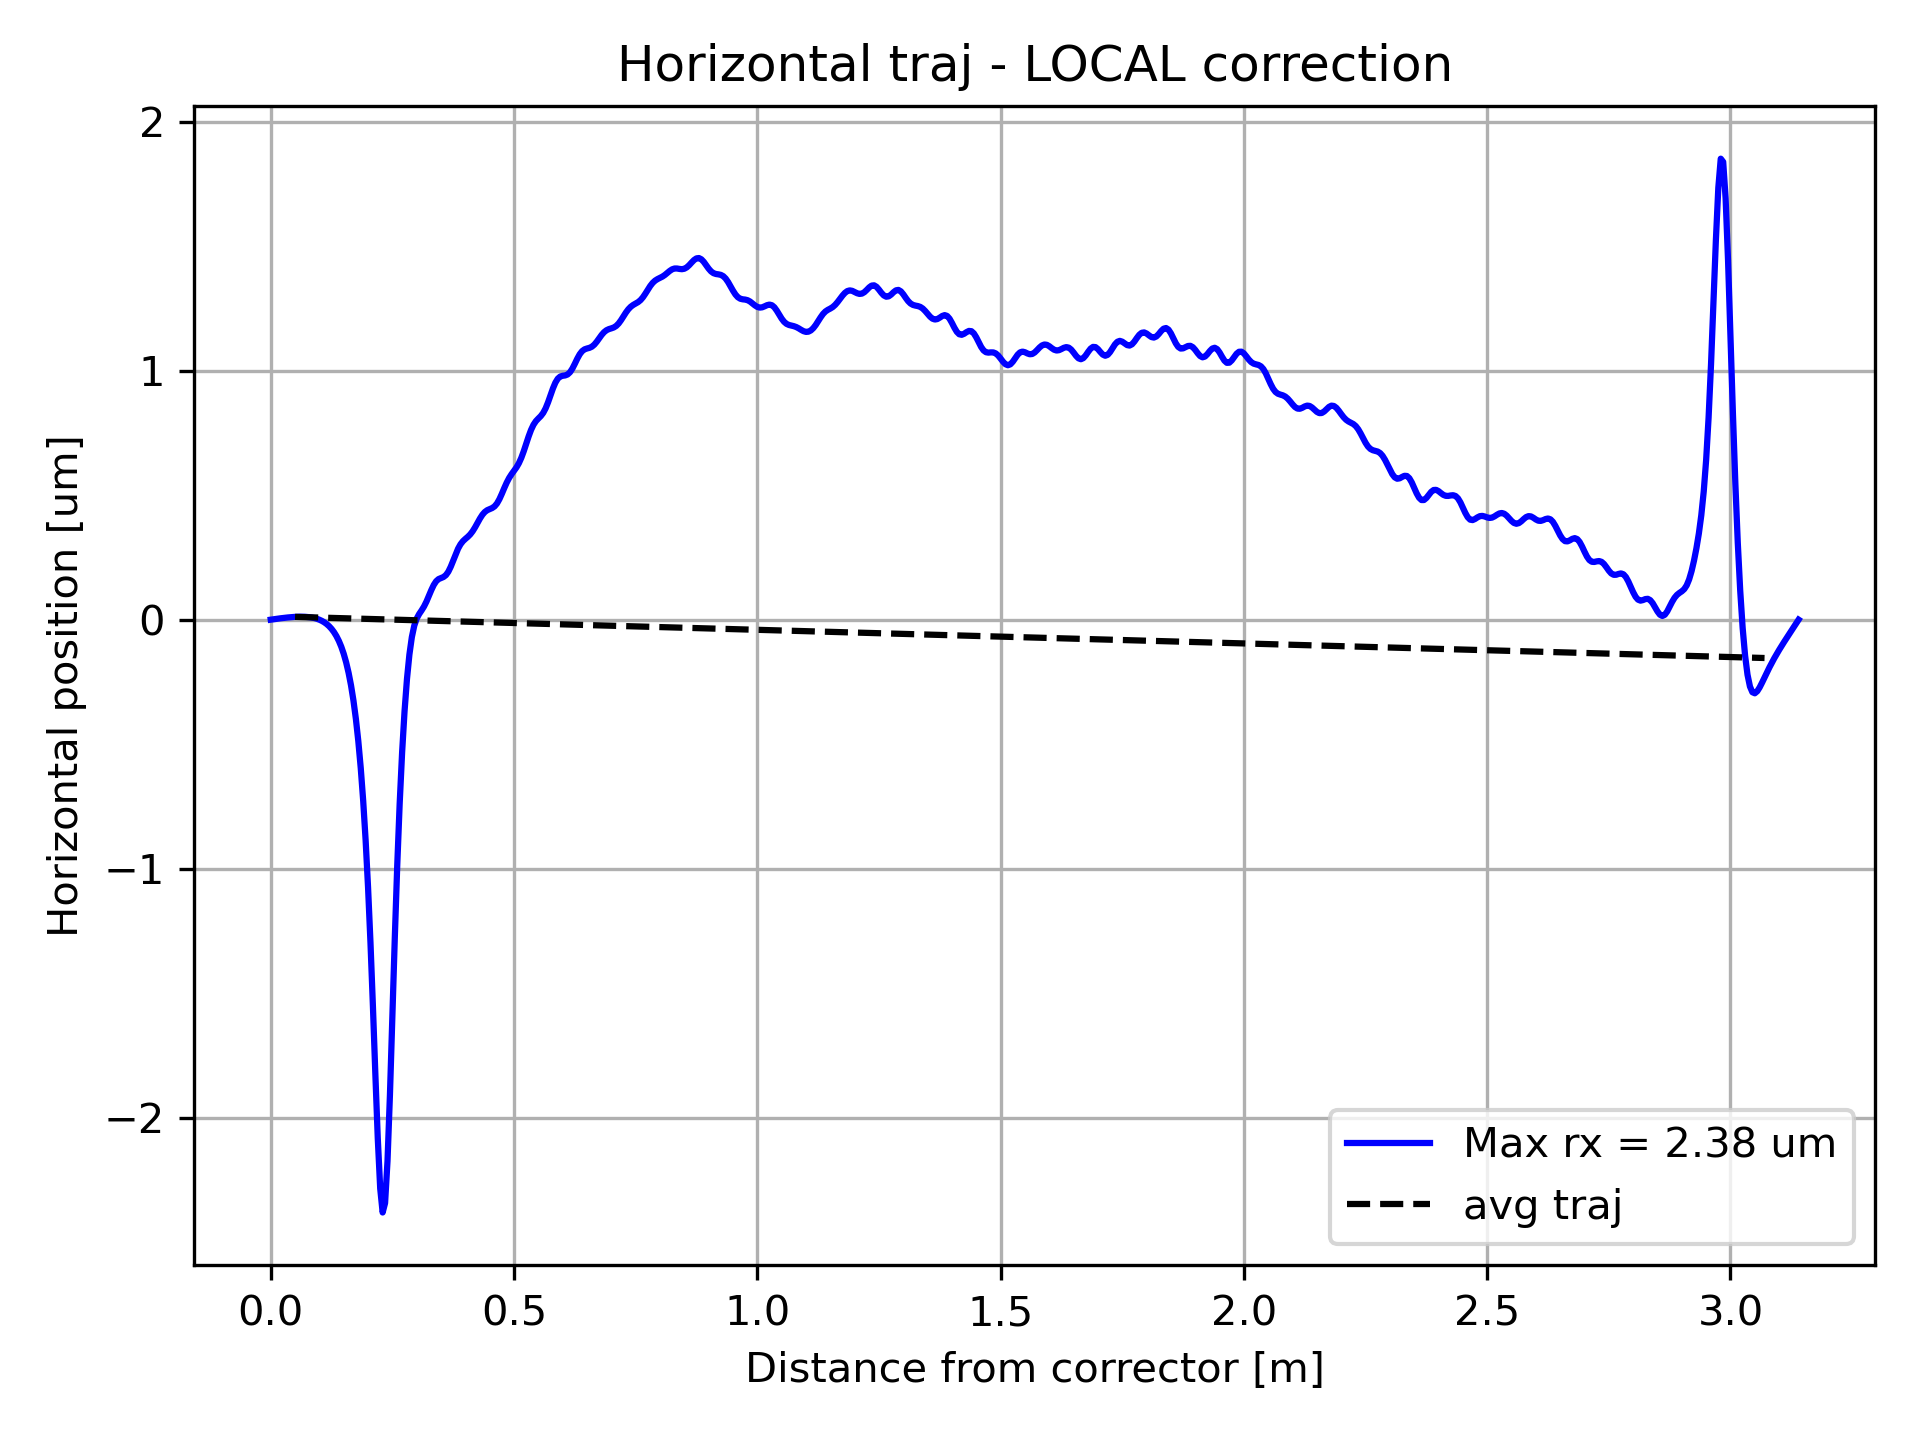 Horizontal traj - LOCAL correction
Horizontal position [um]
2
1
0
−1
−2
0.0 0.5 1.0 1.5 2.0 2.5 3.0
Distance from corrector [m]
Max rx = 2.38 um
avg traj